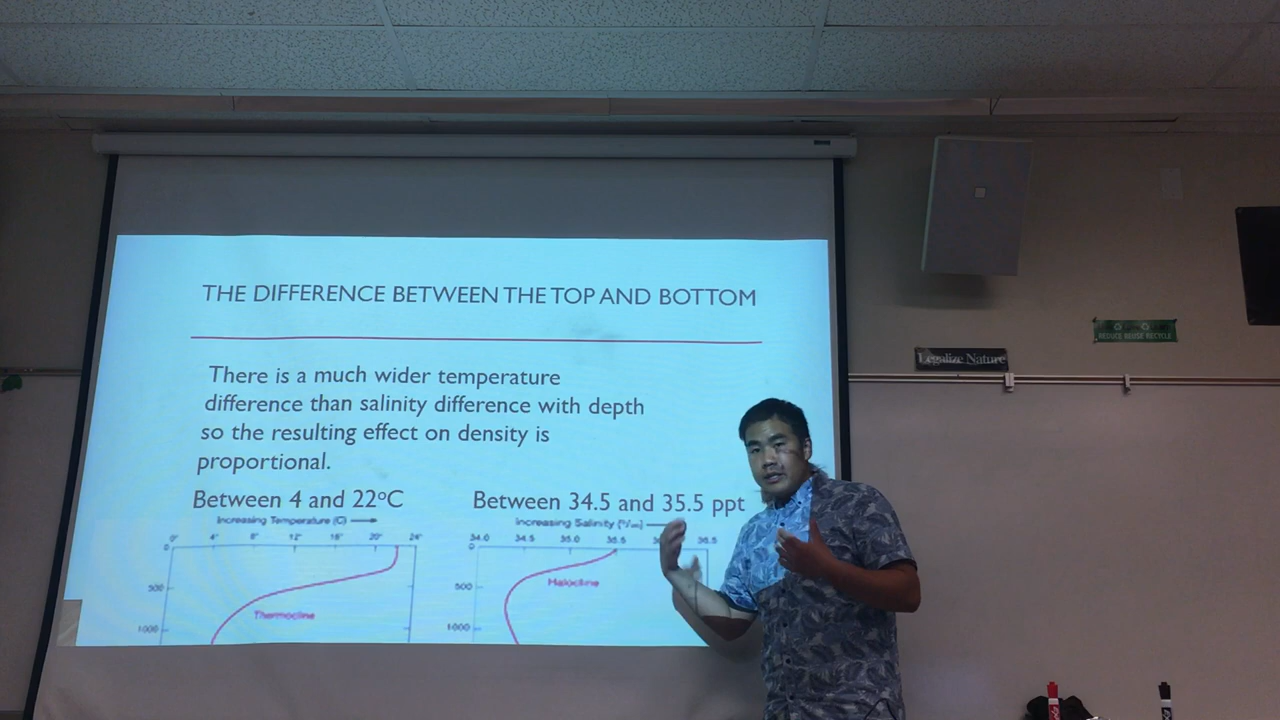 THE DIFFERENCE BETWEEN THE TOP AND BOTTOM
There is a much wider temperature
difference than salinity difference with depth
so the resulting effect on density is
proportional.
Between 4 and 22°C
Increasing Temperature (C)
0° 4° 8° 12° 16° 20° 24°
0
500
1000
Thermocline
Between 34.5 and 35.5 ppt
Increasing Salinity (‰)
34.0 34.5 35.0 35.5 36.5
0
500
1000
Halocline
Legalize Nature
REDUCE REUSE RECYCLE